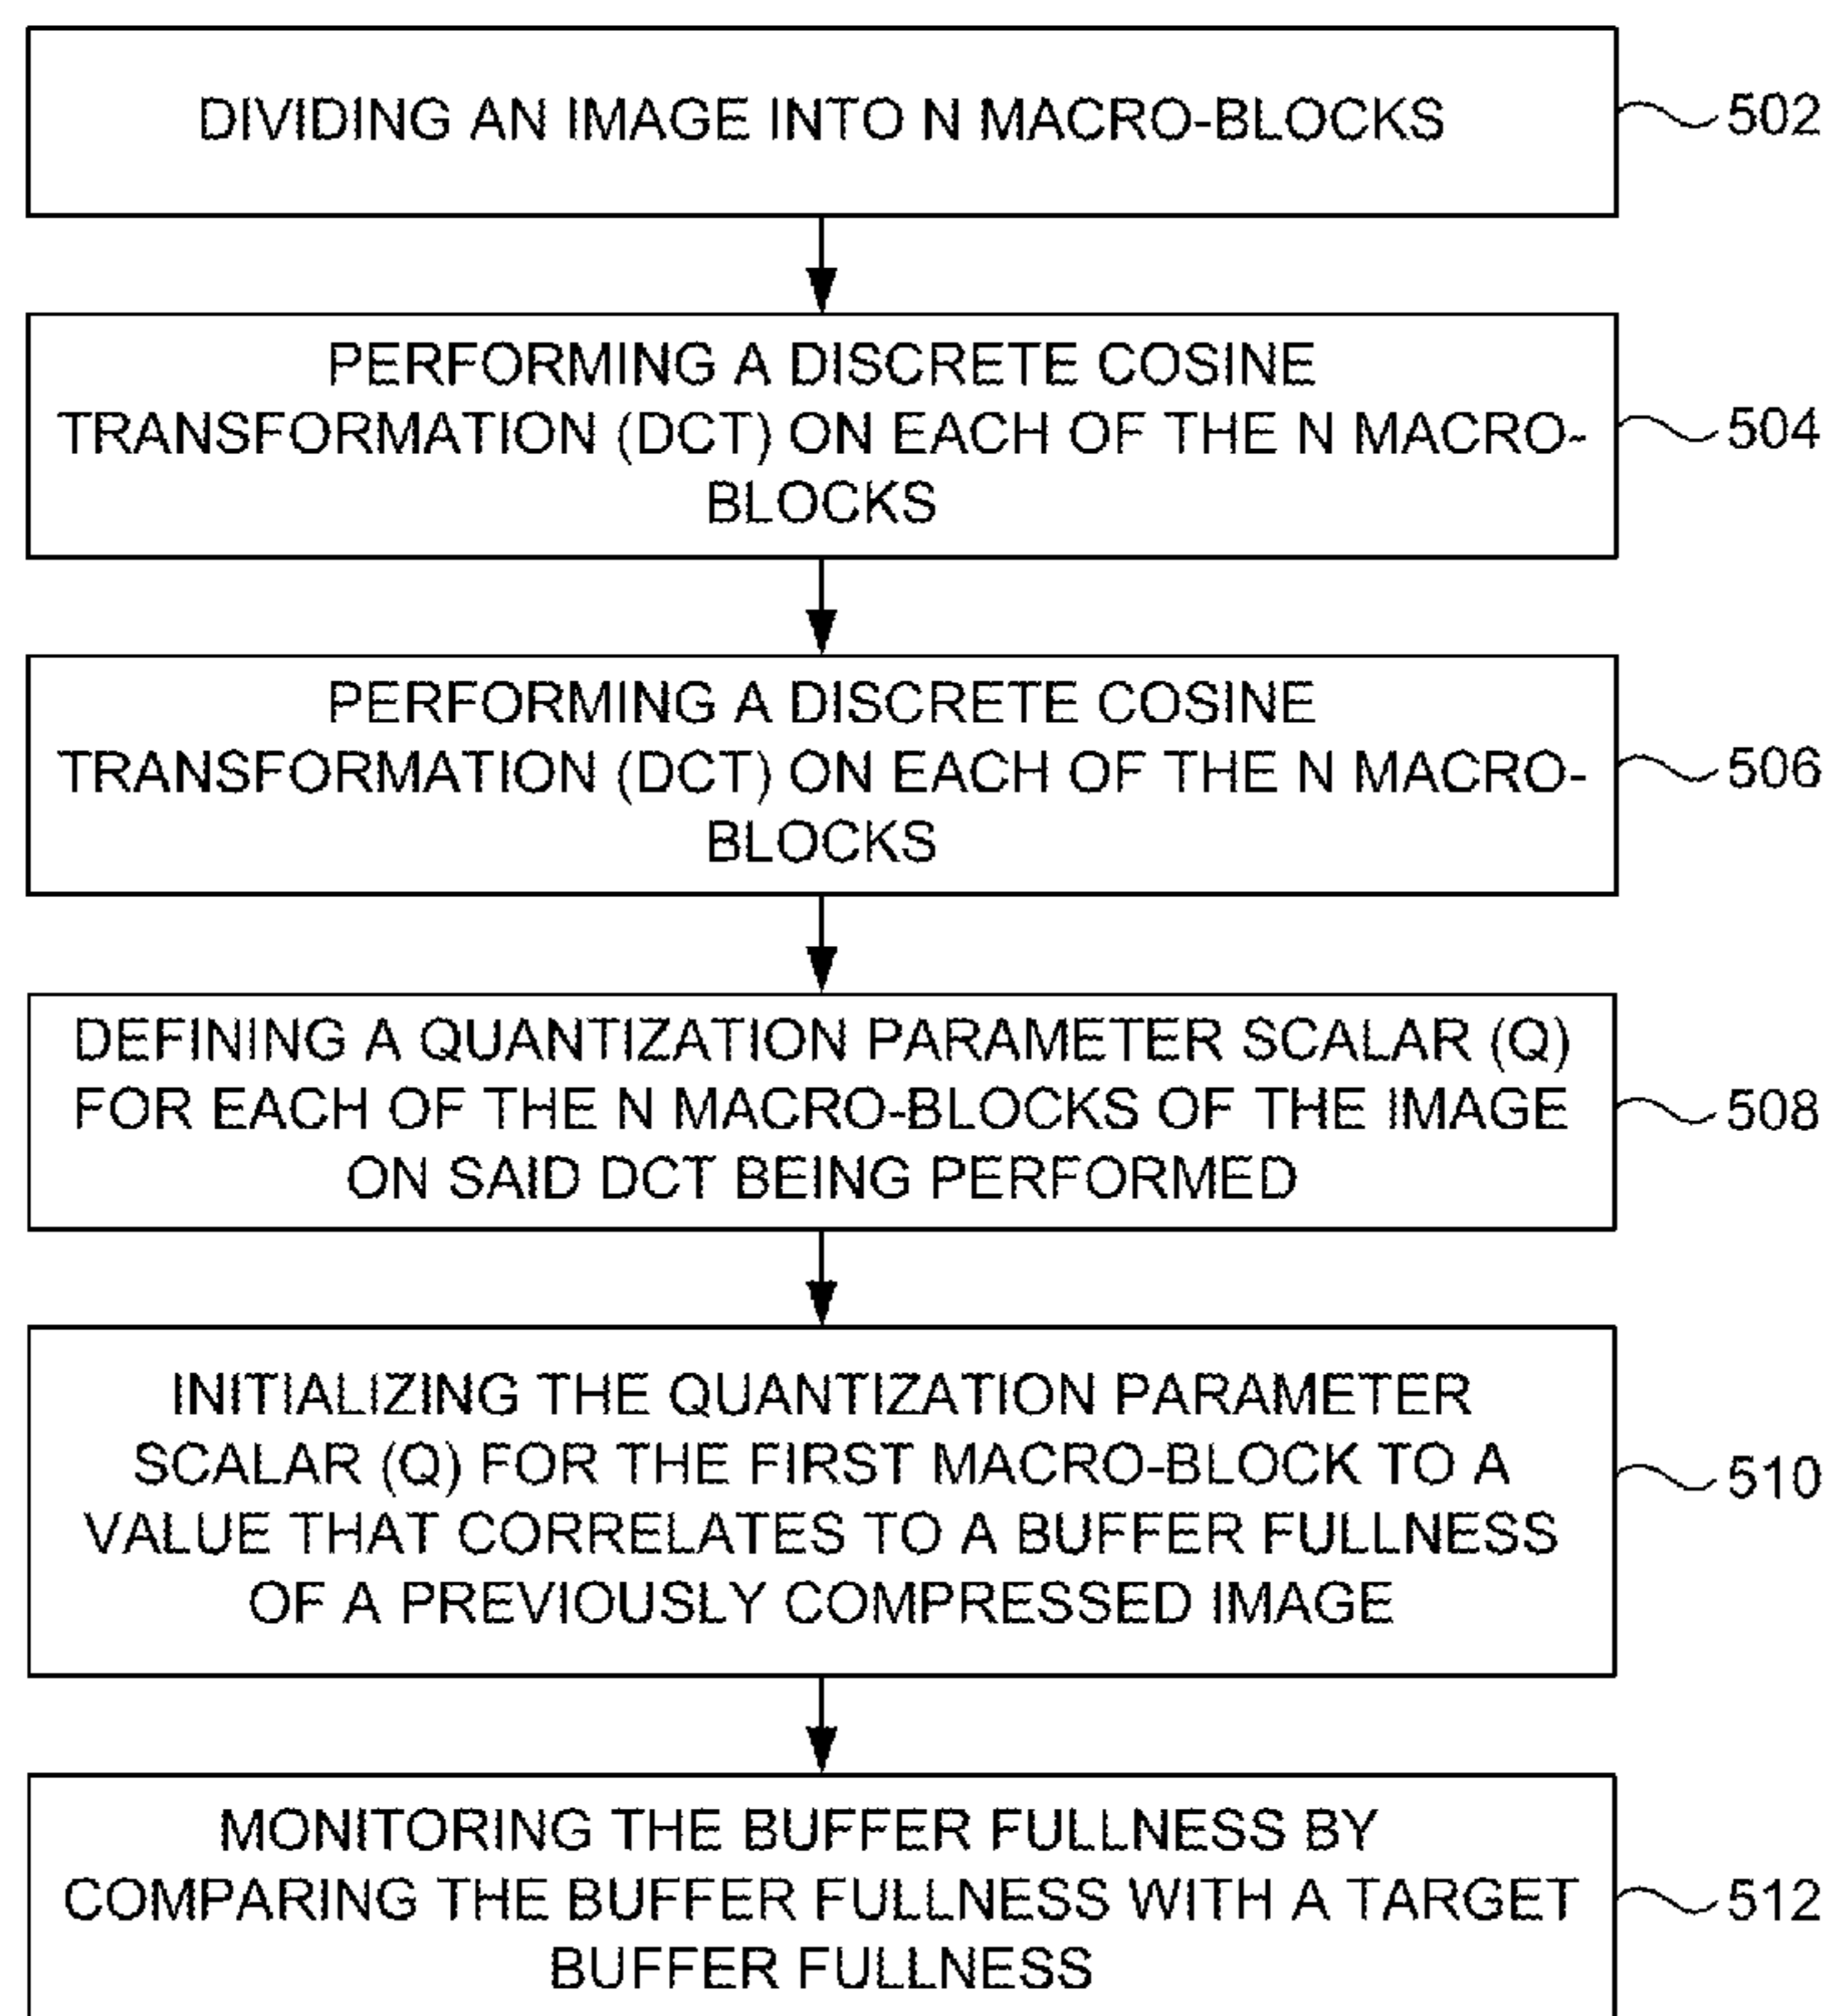 DIVIDING AN IMAGE INTO N MACRO-BLOCKS
502
PERFORMING A DISCRETE COSINE
TRANSFORMATION (DCT) ON EACH OF THE N MACRO-
BLOCKS
504
PERFORMING A DISCRETE COSINE
TRANSFORMATION (DCT) ON EACH OF THE N MACRO-
BLOCKS
506
DEFINING A QUANTIZATION PARAMETER SCALAR (Q)
FOR EACH OF THE N MACRO-BLOCKS OF THE IMAGE
ON SAID DCT BEING PERFORMED
508
INITIALIZING THE QUANTIZATION PARAMETER
SCALAR (Q) FOR THE FIRST MACRO-BLOCK TO A
VALUE THAT CORRELATES TO A BUFFER FULLNESS
OF A PREVIOUSLY COMPRESSED IMAGE
510
MONITORING THE BUFFER FULLNESS BY
COMPARING THE BUFFER FULLNESS WITH A TARGET
BUFFER FULLNESS
512